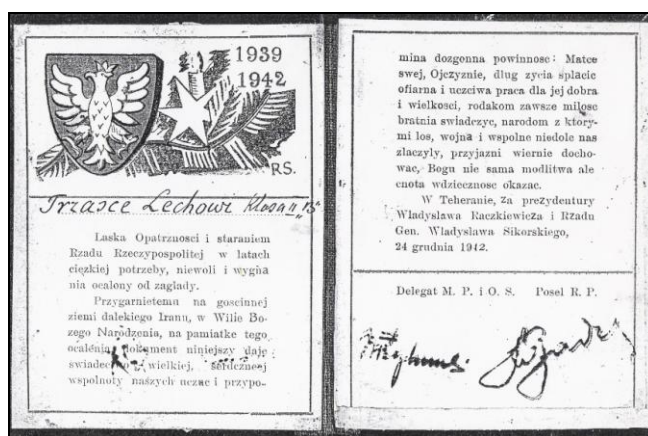 1939
1942
RS.
Trzasce Lechowi Klasa II "B"
Laska Opatrznosci i staraniem
Rzadu Rzeczypospolitej w latach
ciezkiej potrzeby, niewoli i wygna
nia ocalony od zaglady.
Przygarnietemu na goscinnej
ziemi dalekiego Iranu, w Wilie Bo-
zego Narodzenia, na pamiatke tego
ocalenia dokument niniejszy daje
swiadectwo wielkiej, serdecznej
wspolnoty naszych uczuc i przypo-
mina dozgonna powinnosc: Matce
swej, Ojczyznie, dlug zycia splacic
ofiarna i uczciwa praca dla jej dobra
i wielkosci, rodakom zawsze milosc
bratnia swiadczyc, narodom z ktory-
mi los, wojna i wspolne niedole nas
zlaczyly, przyjazni wiernie docho-
wac, Bogu nie sama modlitwa ale
cnota wdziecznosc okazac.
W Teheranie, za prezydentury
Wladyslawa Raczkiewicza i Rzadu
Gen. Wladyslawa Sikorskiego,
24 grudnia 1942.
Delegat M. P. i O. S. Posel R. P.